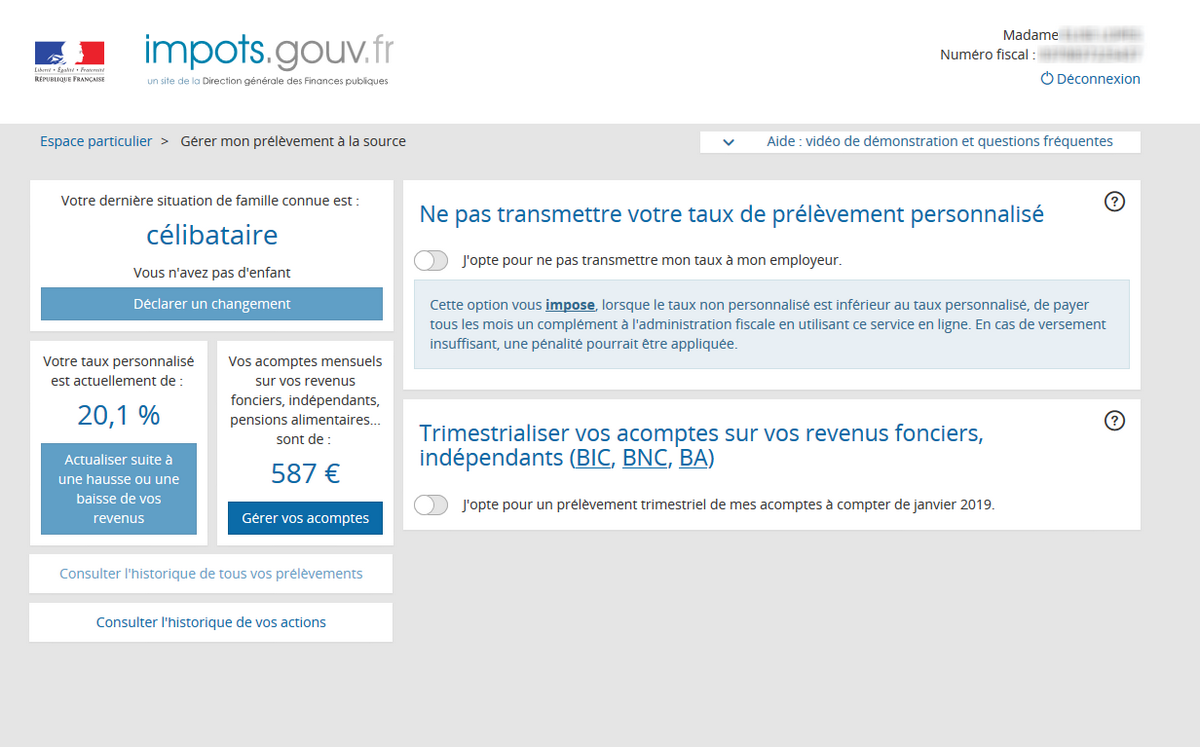 Liberté • Égalité • Fraternité
RÉPUBLIQUE FRANÇAISE
impots.gouv.fr
un site de la Direction générale des Finances publiques
Madame
Numéro fiscal :
Déconnexion
Espace particulier > Gérer mon prélèvement à la source
Aide : vidéo de démonstration et questions fréquentes
Votre dernière situation de famille connue est :
célibataire
Vous n'avez pas d'enfant
Déclarer un changement
Votre taux personnalisé
est actuellement de :
20,1 %
Actualiser suite à
une hausse ou une
baisse de vos
revenus
Vos acomptes mensuels
sur vos revenus
fonciers, indépendants,
pensions alimentaires...
sont de :
587 €
Gérer vos acomptes
Consulter l'historique de tous vos prélèvements
Consulter l'historique de vos actions
Ne pas transmettre votre taux de prélèvement personnalisé
?
J'opte pour ne pas transmettre mon taux à mon employeur.
Cette option vous impose, lorsque le taux non personnalisé est inférieur au taux personnalisé, de payer
tous les mois un complément à l'administration fiscale en utilisant ce service en ligne. En cas de versement
insuffisant, une pénalité pourrait être appliquée.
Trimestrialiser vos acomptes sur vos revenus fonciers,
indépendants (BIC, BNC, BA)
?
J'opte pour un prélèvement trimestriel de mes acomptes à compter de janvier 2019.